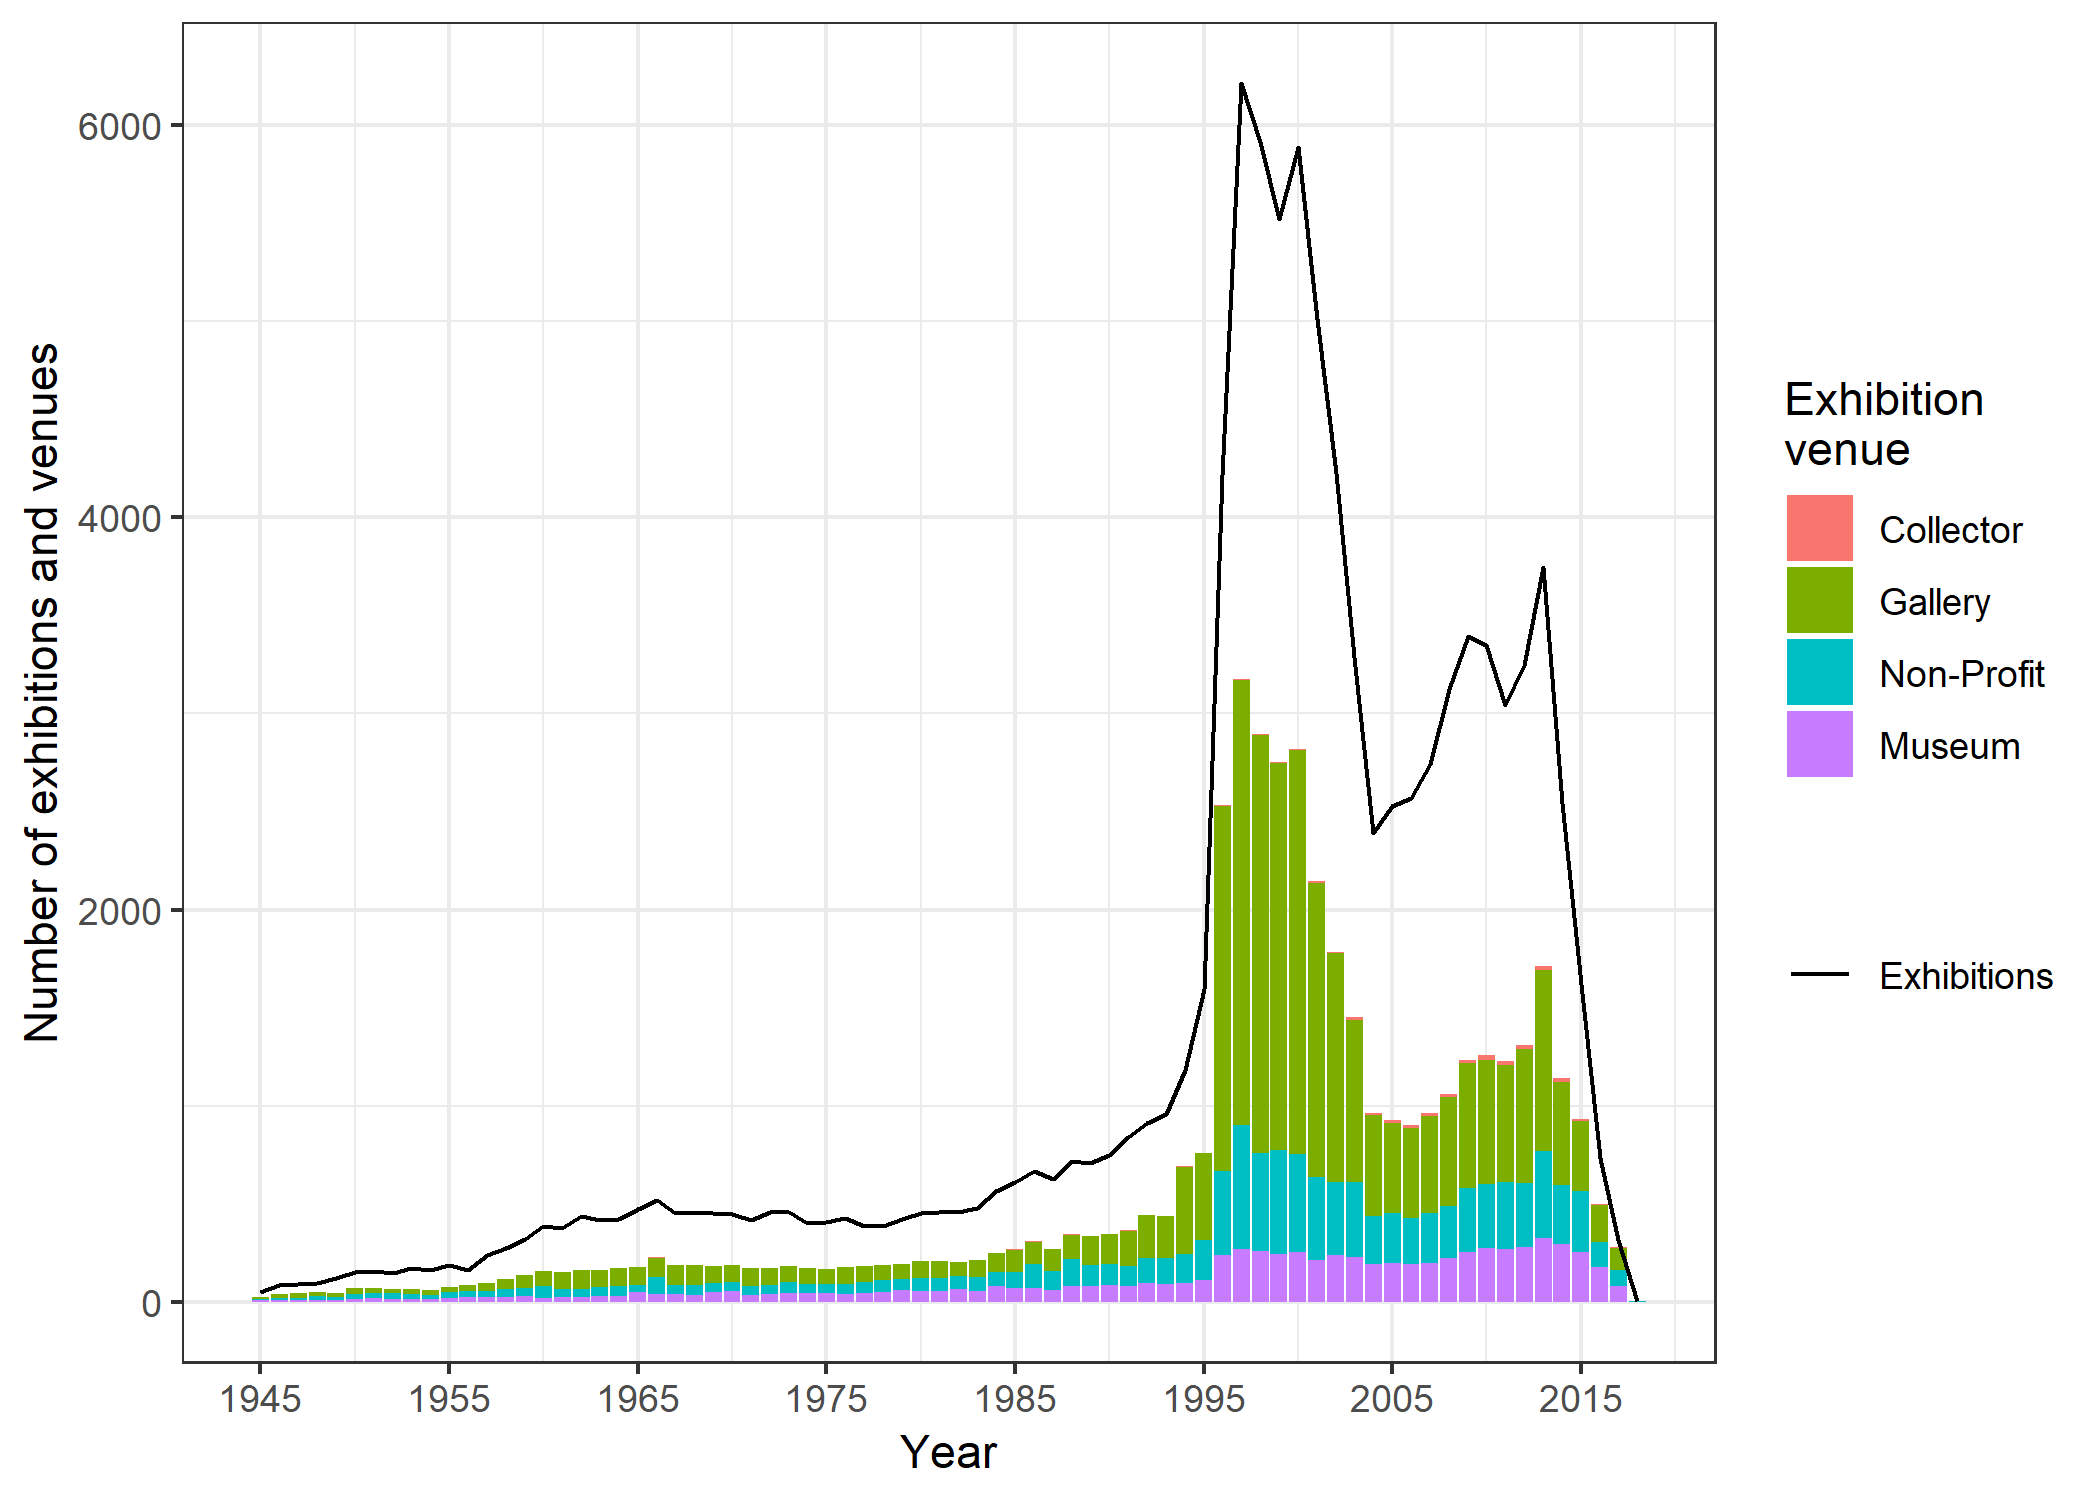 Number of exhibitions and venues
6000
4000
2000
0
1945 1955 1965 1975 1985 1995 2005 2015
Year
Exhibition
venue
Collector
Gallery
Non-Profit
Museum
Exhibitions